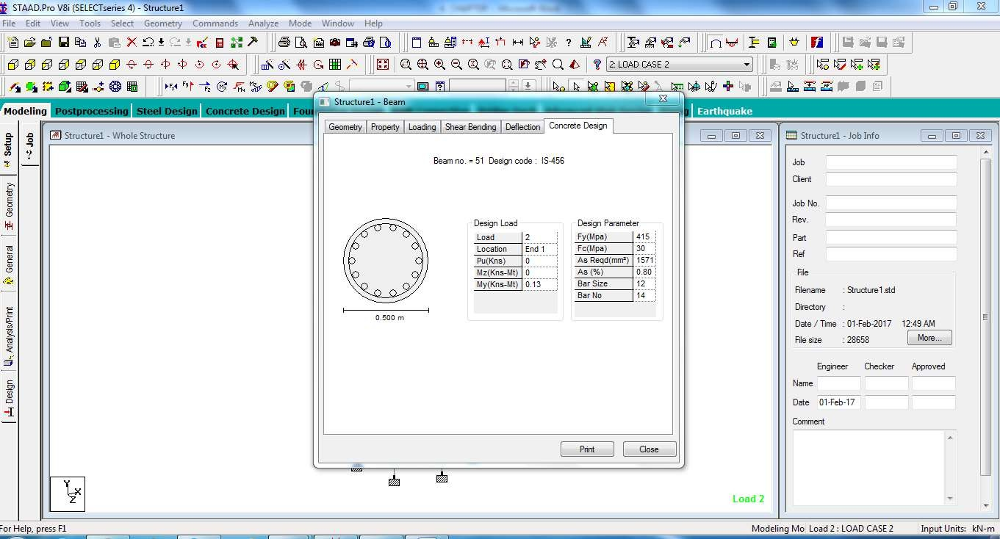 STAAD.Pro V8i (SELECTseries 4) - Structure1
File Edit View Tools Select Geometry Commands Analyze Mode Window Help
2: LOAD CASE 2
Modeling Postprocessing Steel Design Concrete Design Earthquake
Setup
Geometry
General
Analysis/Print
Design
Job
Structure1 - Whole Structure
Load 2
Structure1 - Beam
Geometry Property Loading Shear Bending Deflection Concrete Design
Beam no. = 51 Design code : IS-456
0.500 m
Design Load
Load 2
Location End 1
Pu(Kns) 0
Mz(Kns-Mt) 0
My(Kns-Mt) 0.13
Design Parameter
Fy(Mpa) 415
Fc(Mpa) 30
As Reqd(mm²) 1571
As (%) 0.80
Bar Size 12
Bar No 14
Print Close
Structure1 - Job Info
Job
Client
Job No.
Rev.
Part
Ref
File
Filename : Structure1.std
Directory :
Date / Time : 01-Feb-2017 12:49 AM
File size : 28658 More...
Engineer Checker Approved
Name
Date 01-Feb-17
Comment
For Help, press F1
Modeling Mo Load 2 : LOAD CASE 2 Input Units: kN-m